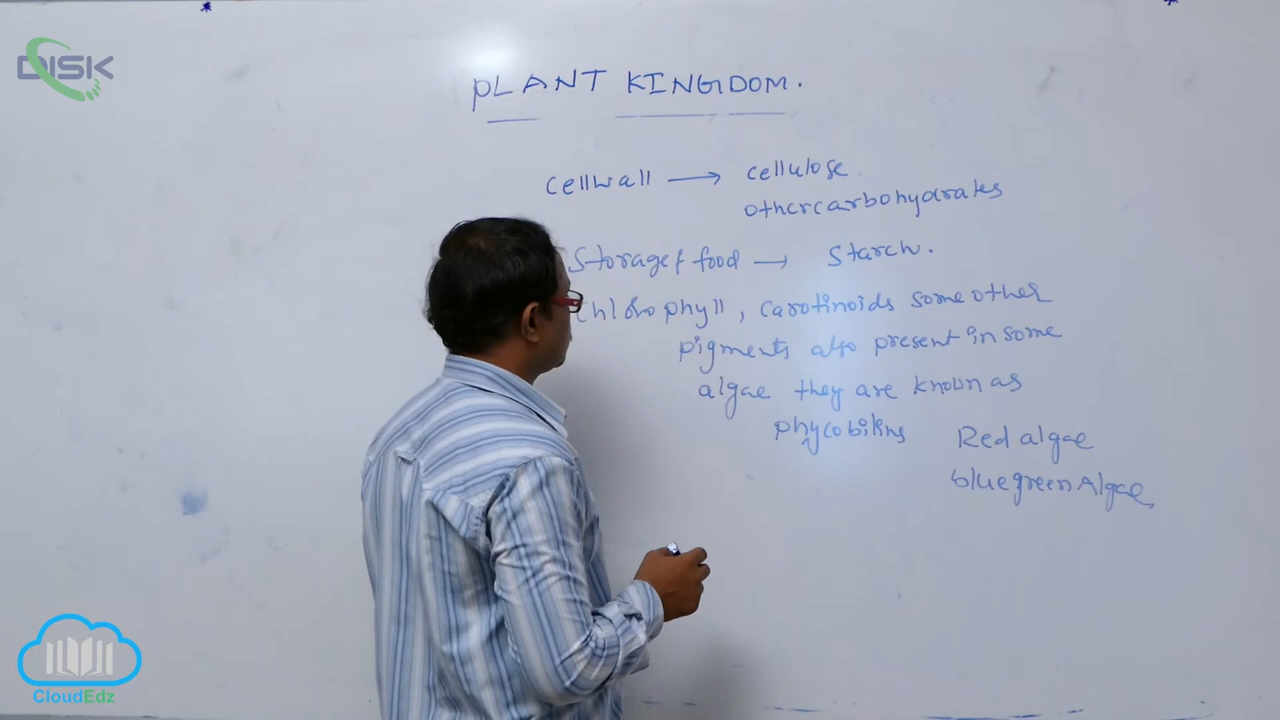 DISK
PLANT KINGDOM.
cellwall → cellulose.
othercarbohydrates
Storage food → Starch.
chlorophyll, carotinoids some other
pigments also present in some
algae they are known as
phycobilins Red algae
bluegreen Algae,
CloudEdz